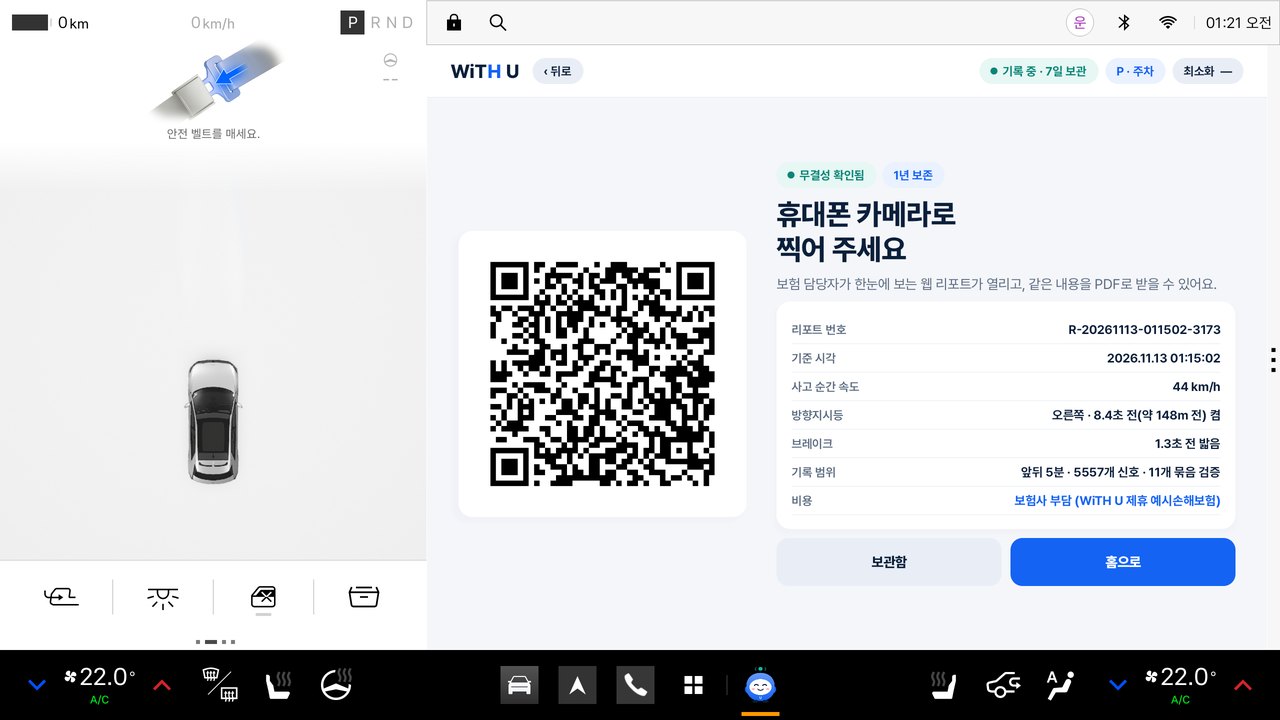 0km
0km/h
P R N D
운
01:21 오전
안전 벨트를 매세요.
WiTH U
‹ 뒤로
기록 중 · 7일 보관
P · 주차
최소화 —
무결성 확인됨
1년 보존
휴대폰 카메라로
찍어 주세요
보험 담당자가 한눈에 보는 웹 리포트가 열리고, 같은 내용을 PDF로 받을 수 있어요.
리포트 번호 R-20261113-011502-3173
기준 시각 2026.11.13 01:15:02
사고 순간 속도 44 km/h
방향지시등 오른쪽 · 8.4초 전(약 148m 전) 켬
브레이크 1.3초 전 밟음
기록 범위 앞뒤 5분 · 5557개 신호 · 11개 묶음 검증
비용 보험사 부담 (WiTH U 제휴 예시손해보험)
보관함
홈으로
22.0°
A/C
A
22.0°
A/C